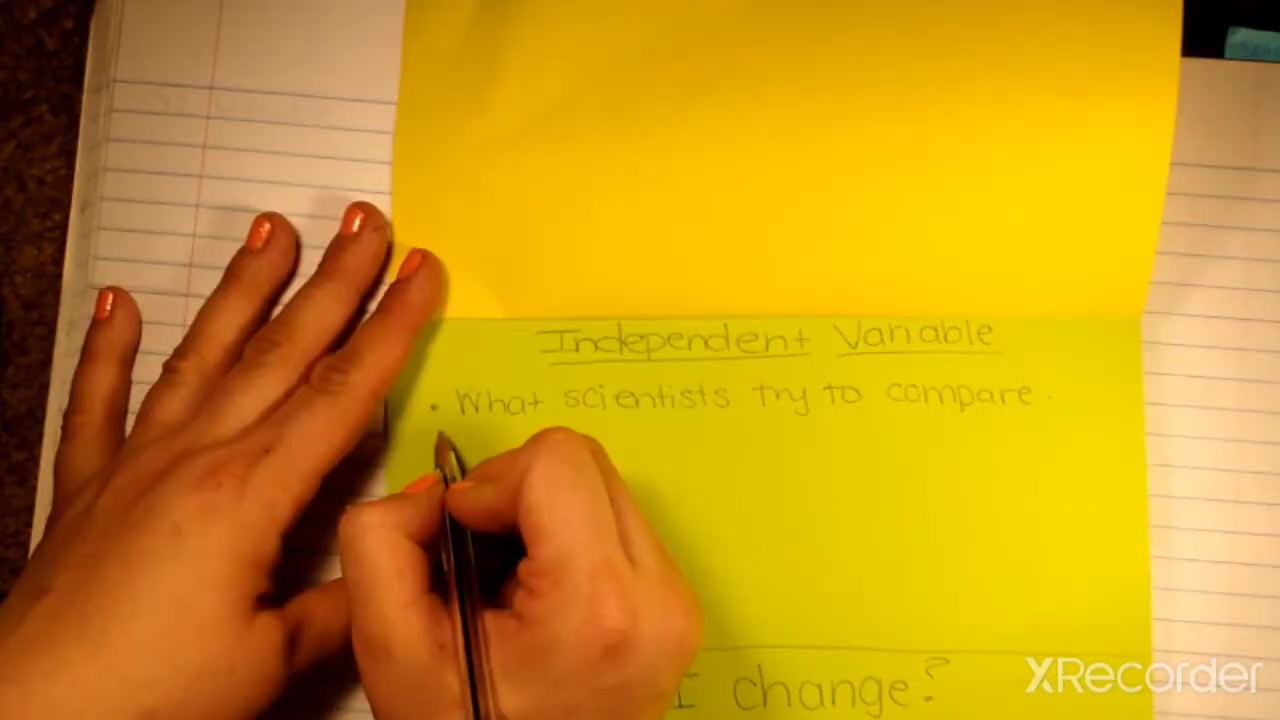 Independent Variable
• What scientists try to compare.
I change?
XRecorder